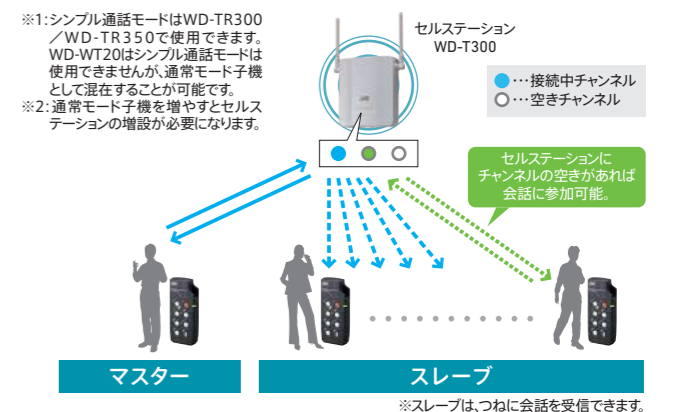 ※1:シンプル通話モードはWD-TR300
／WD-TR350で使用できます。
WD-WT20はシンプル通話モードは
使用できませんが、通常モード子機
として混在することが可能です。
※2:通常モード子機を増やすとセルス
テーションの増設が必要になります。
セルステーション
WD-T300
●…接続中チャンネル
○…空きチャンネル
セルステーションに
チャンネルの空きがあれば
会話に参加可能。
マスター
スレーブ
※スレーブは、つねに会話を受信できます。